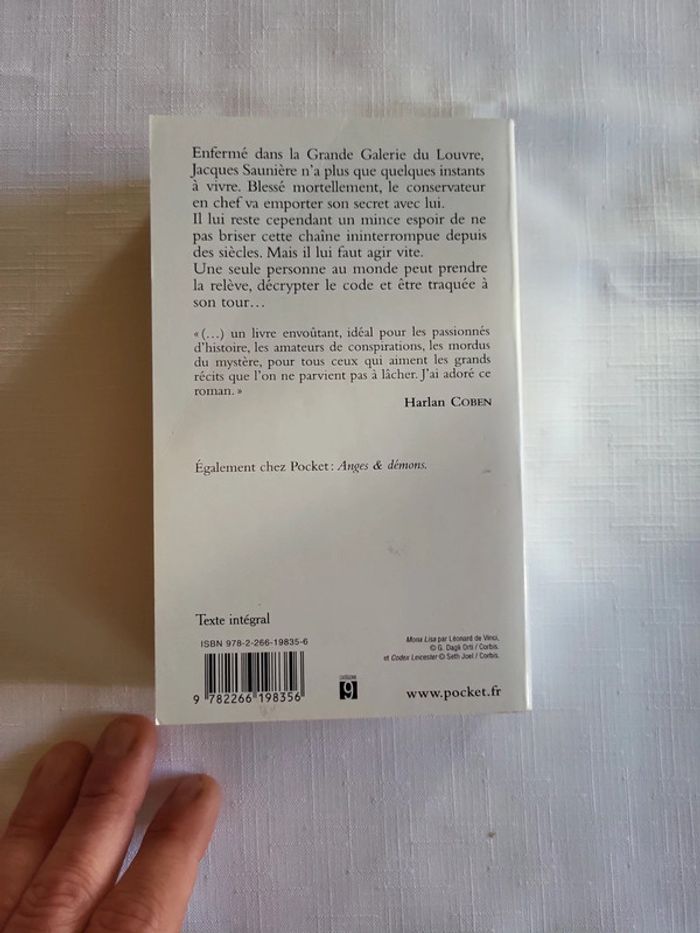 Enfermé dans la Grande Galerie du Louvre,
Jacques Saunière n'a plus que quelques instants
à vivre. Blessé mortellement, le conservateur
en chef va emporter son secret avec lui.
Il lui reste cependant un mince espoir de ne
pas briser cette chaîne ininterrompue depuis
des siècles. Mais il lui faut agir vite.
Une seule personne au monde peut prendre
la relève, décrypter le code et être traquée à
son tour…
« (…) un livre envoûtant, idéal pour les passionnés
d'histoire, les amateurs de conspirations, les mordus
du mystère, pour tous ceux qui aiment les grands
récits que l'on ne parvient pas à lâcher. J'ai adoré ce
roman. »
Harlan COBEN
Également chez Pocket : Anges & démons.
Texte intégral
ISBN 978-2-266-19835-6
9 782266 198356
CATÉGORIE
9
Mona Lisa par Léonard de Vinci,
© G. Dagli Orti / Corbis.
et Codex Leicester © Seth Joel / Corbis.
www.pocket.fr